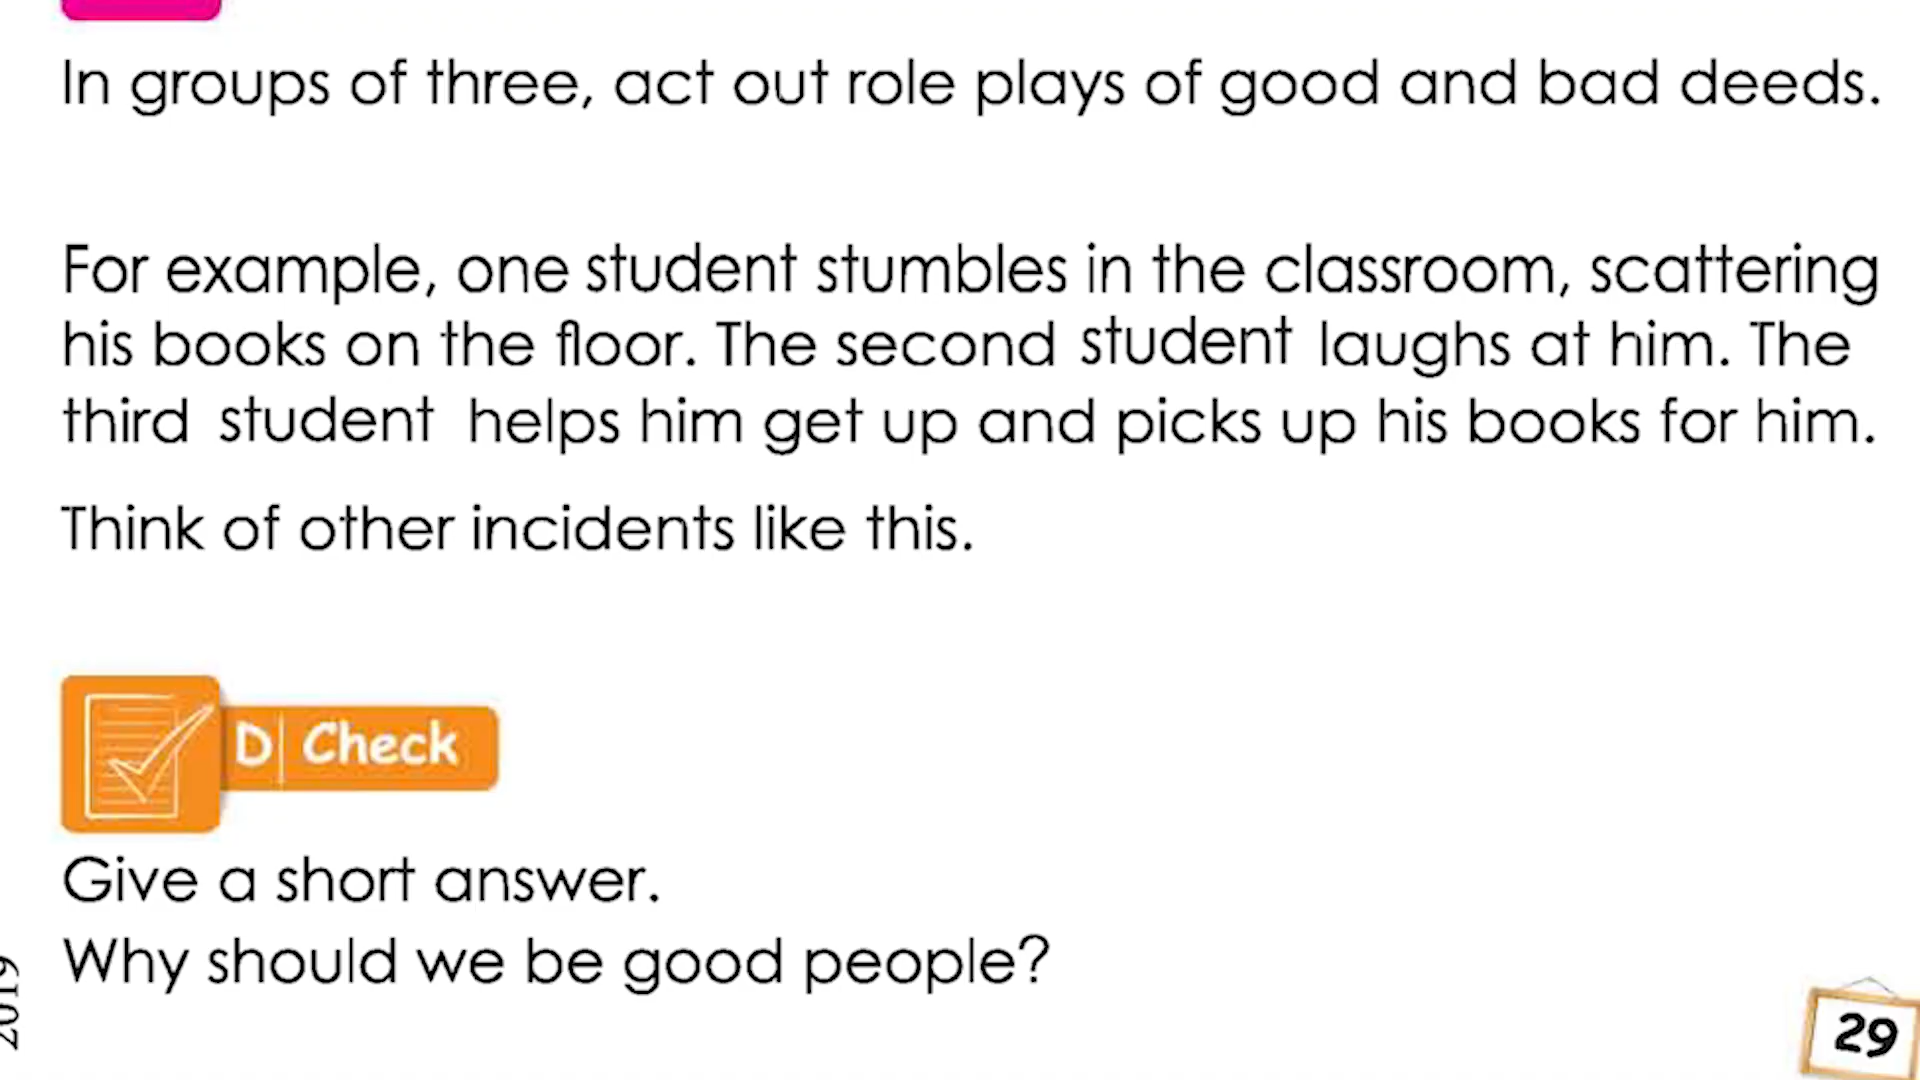 In groups of three, act out role plays of good and bad deeds.
For example, one student stumbles in the classroom, scattering
his books on the floor. The second student laughs at him. The
third student helps him get up and picks up his books for him.
Think of other incidents like this.
D| Check
Give a short answer.
Why should we be good people?
2019
29